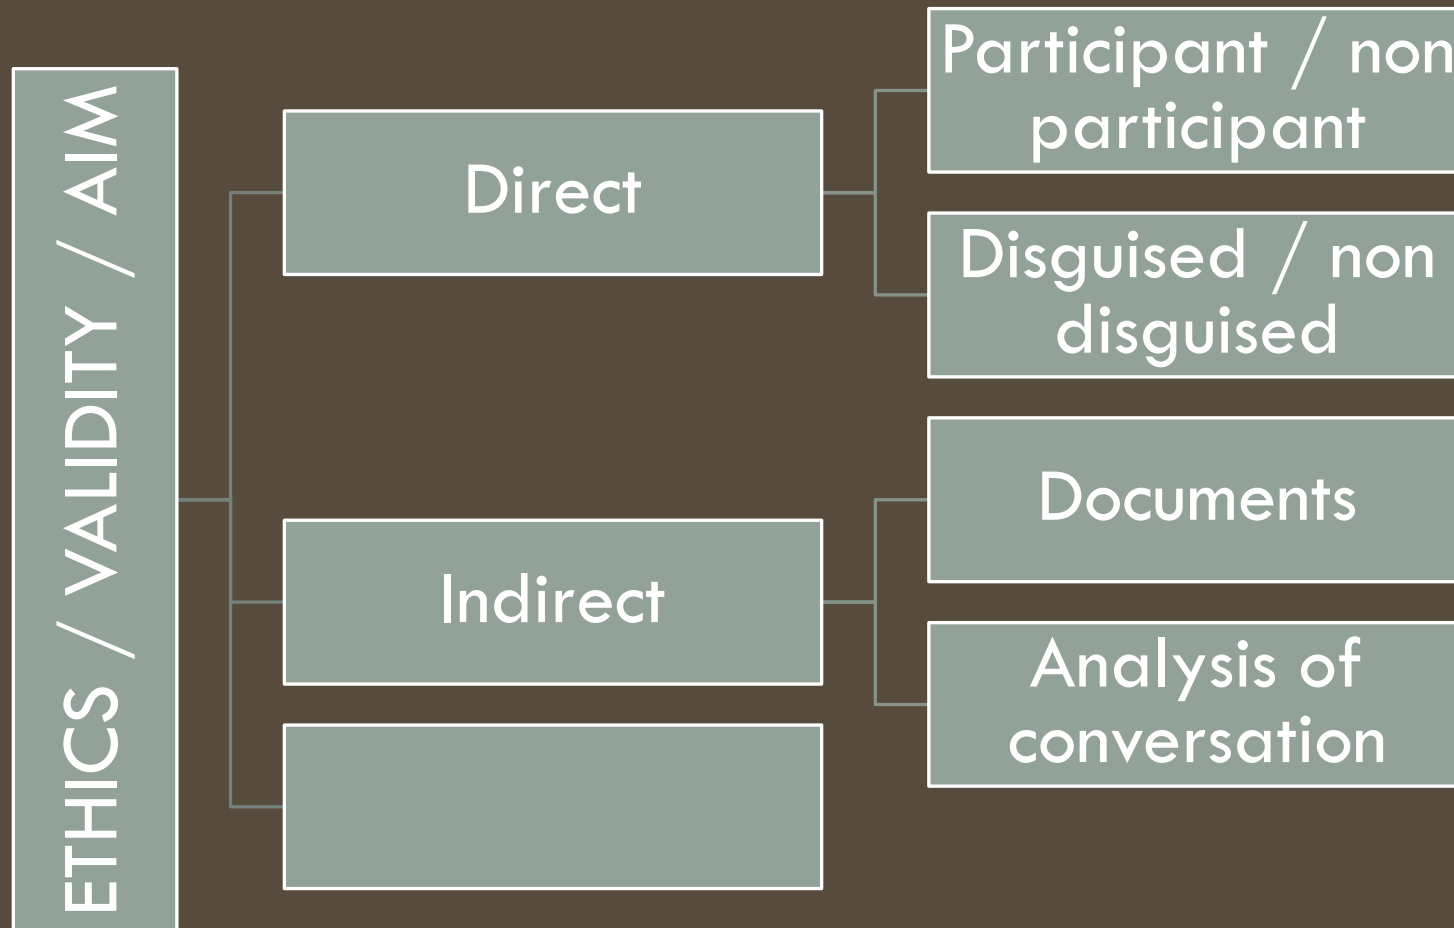 ETHICS / VALIDITY / AIM
Direct
Participant / non
participant
Disguised / non
disguised
Indirect
Documents
Analysis of
conversation